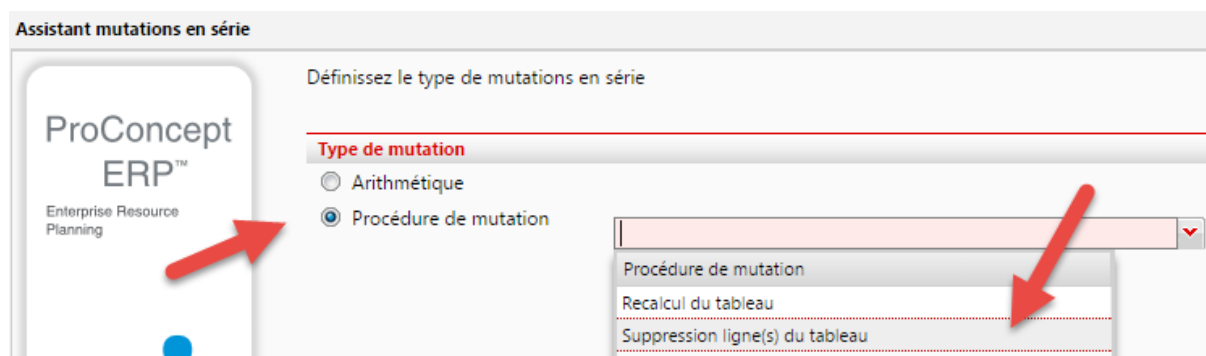 Assistant mutations en série
ProConcept
ERP™
Enterprise Resource
Planning
Définissez le type de mutations en série
Type de mutation
Arithmétique
Procédure de mutation
Procédure de mutation
Recalcul du tableau
Suppression ligne(s) du tableau